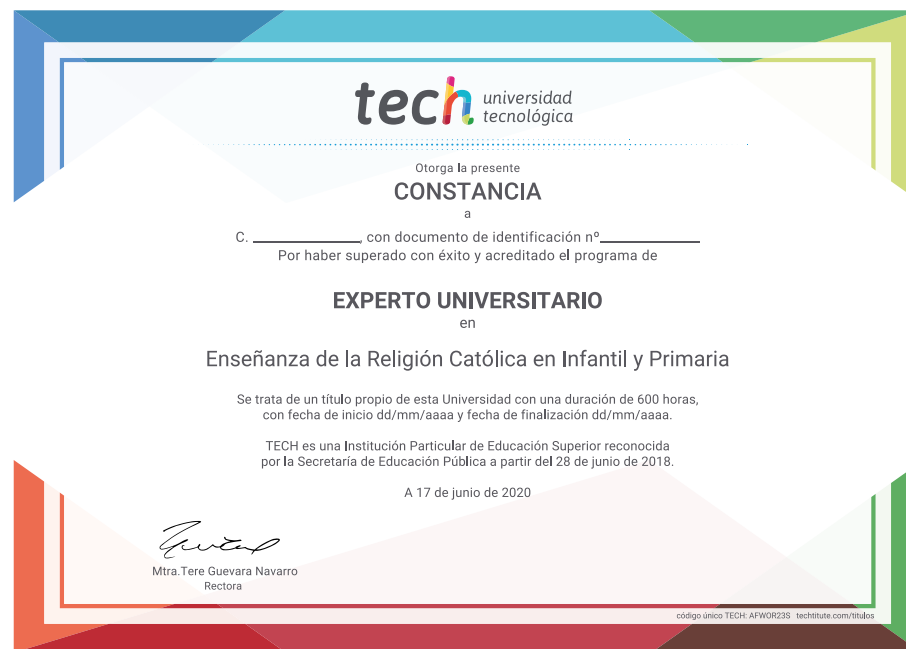 tech universidad
tecnológica
Otorga la presente
CONSTANCIA
a
C. ____________, con documento de identificación nº____________
Por haber superado con éxito y acreditado el programa de
EXPERTO UNIVERSITARIO
en
Enseñanza de la Religión Católica en Infantil y Primaria
Se trata de un título propio de esta Universidad con una duración de 600 horas,
con fecha de inicio dd/mm/aaaa y fecha de finalización dd/mm/aaaa.
TECH es una Institución Particular de Educación Superior reconocida
por la Secretaría de Educación Pública a partir del 28 de junio de 2018.
A 17 de junio de 2020
Mtra.Tere Guevara Navarro
Rectora
código único TECH: AFWOR23S techtitute.com/titulos